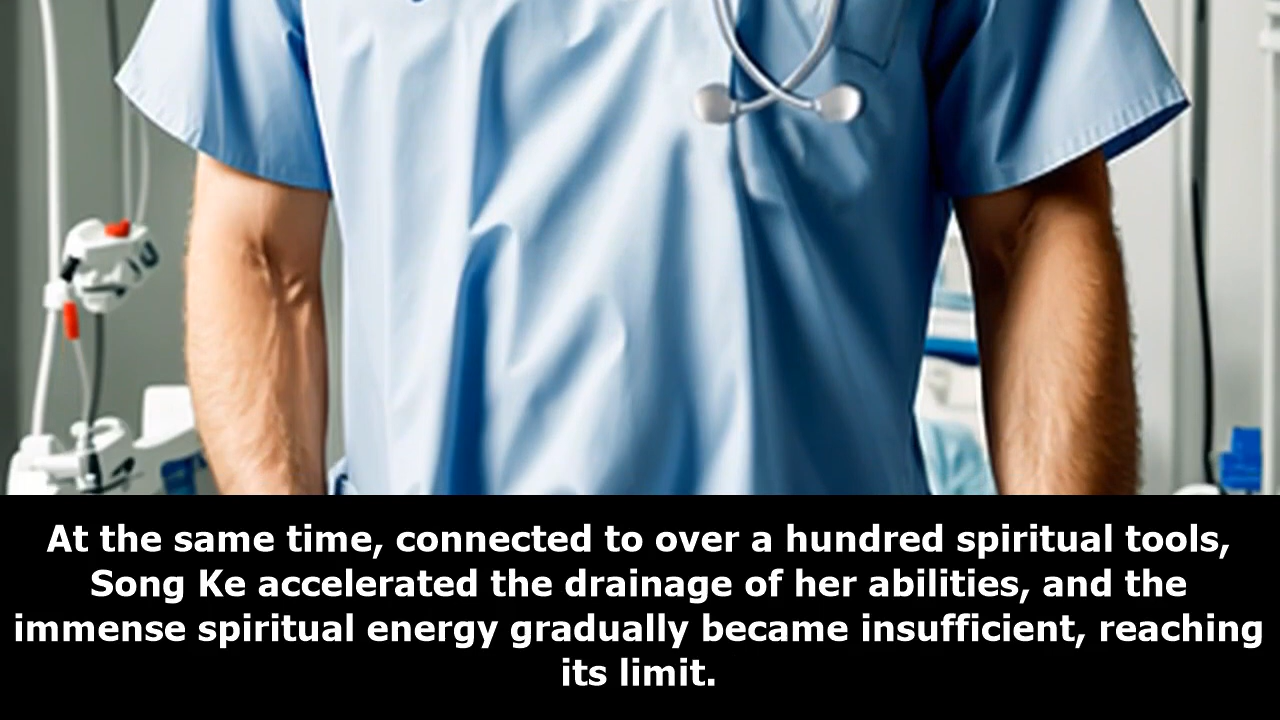 At the same time, connected to over a hundred spiritual tools,
Song Ke accelerated the drainage of her abilities, and the
immense spiritual energy gradually became insufficient, reaching
its limit.